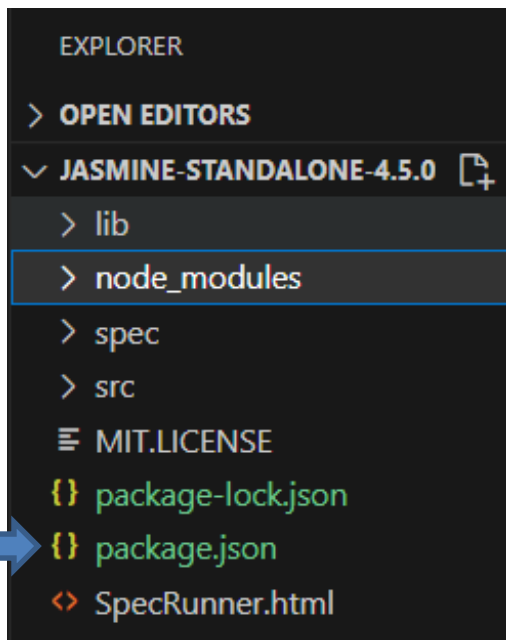 EXPLORER
OPEN EDITORS
JASMINE-STANDALONE-4.5.0
lib
node_modules
spec
src
MIT.LICENSE
{} package-lock.json
{} package.json
<> SpecRunner.html